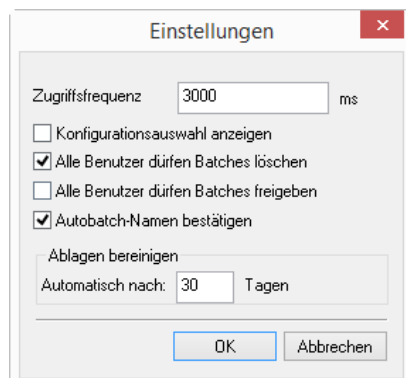 Einstellungen
Zugriffsfrequenz 3000 ms
Konfigurationsauswahl anzeigen
Alle Benutzer dürfen Batches löschen
Alle Benutzer dürfen Batches freigeben
Autobatch-Namen bestätigen
Ablagen bereinigen
Automatisch nach: 30 Tagen
OK Abbrechen